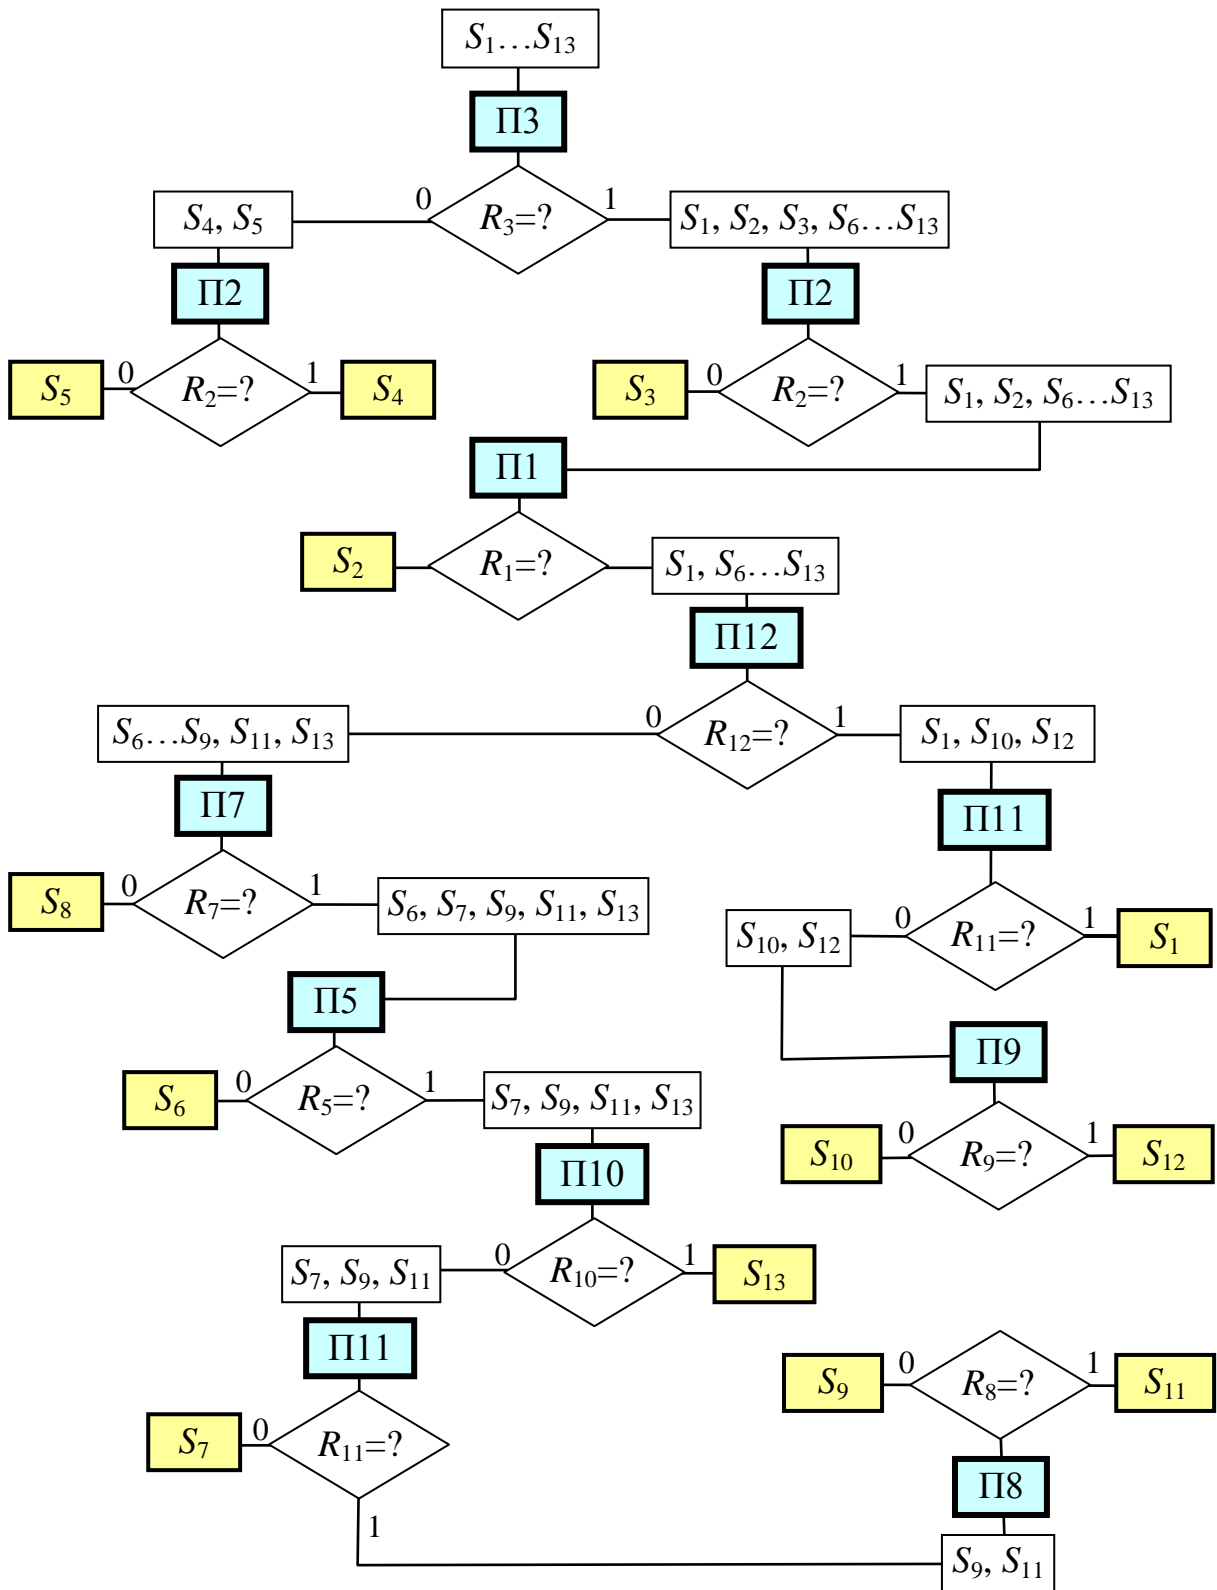 S₁…S₁₃
П3
0 1
S₄, S₅ R₃=? S₁, S₂, S₃, S₆…S₁₃
П2 П2
S₅ 0 R₂=? 1 S₄ S₃ 0 R₂=? 1 S₁, S₂, S₆…S₁₃
П1
S₂ R₁=? S₁, S₆…S₁₃
П12
S₆…S₉, S₁₁, S₁₃ 0 R₁₂=? 1 S₁, S₁₀, S₁₂
П7 П11
S₈ 0 R₇=? 1 S₆, S₇, S₉, S₁₁, S₁₃
S₁₀, S₁₂ 0 R₁₁=? 1 S₁
П5 П9
S₆ 0 R₅=? 1 S₇, S₉, S₁₁, S₁₃
S₁₀ 0 R₉=? 1 S₁₂
П10
S₇, S₉, S₁₁ 0 R₁₀=? 1 S₁₃
П11
S₉ 0 R₈=? 1 S₁₁
S₇ 0 R₁₁=?
П8
1
S₉, S₁₁